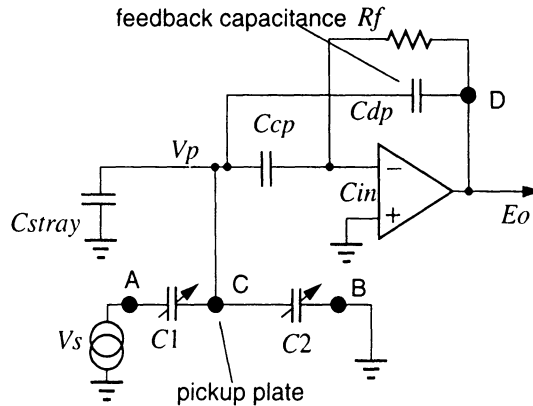 feedback capacitance Rf
D
Cdp
Ccp
Vp
Cin
−
+
Cstray
Eo
A
C
B
Vs
C1
C2
pickup plate